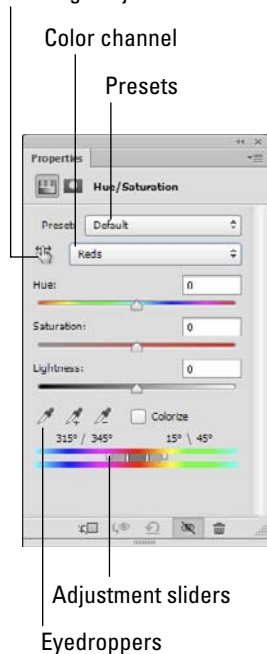 Color channel
Presets
Properties
Hue/Saturation
Preset: Default
Reds
Hue: 0
Saturation: 0
Lightness: 0
Colorize
315° / 345° 15° \ 45°
Adjustment sliders
Eyedroppers